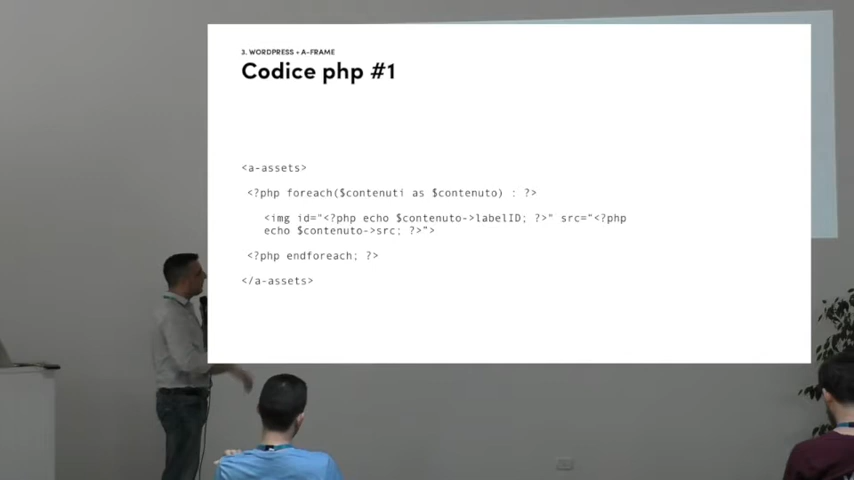 3. WORDPRESS + A-FRAME
Codice php #1
<a-assets>
<?php foreach($contenuti as $contenuto) : ?>
<img id="<?php echo $contenuto->labelID; ?>" src=“<?php
echo $contenuto->src; ?>”>
<?php endforeach; ?>
</a-assets>